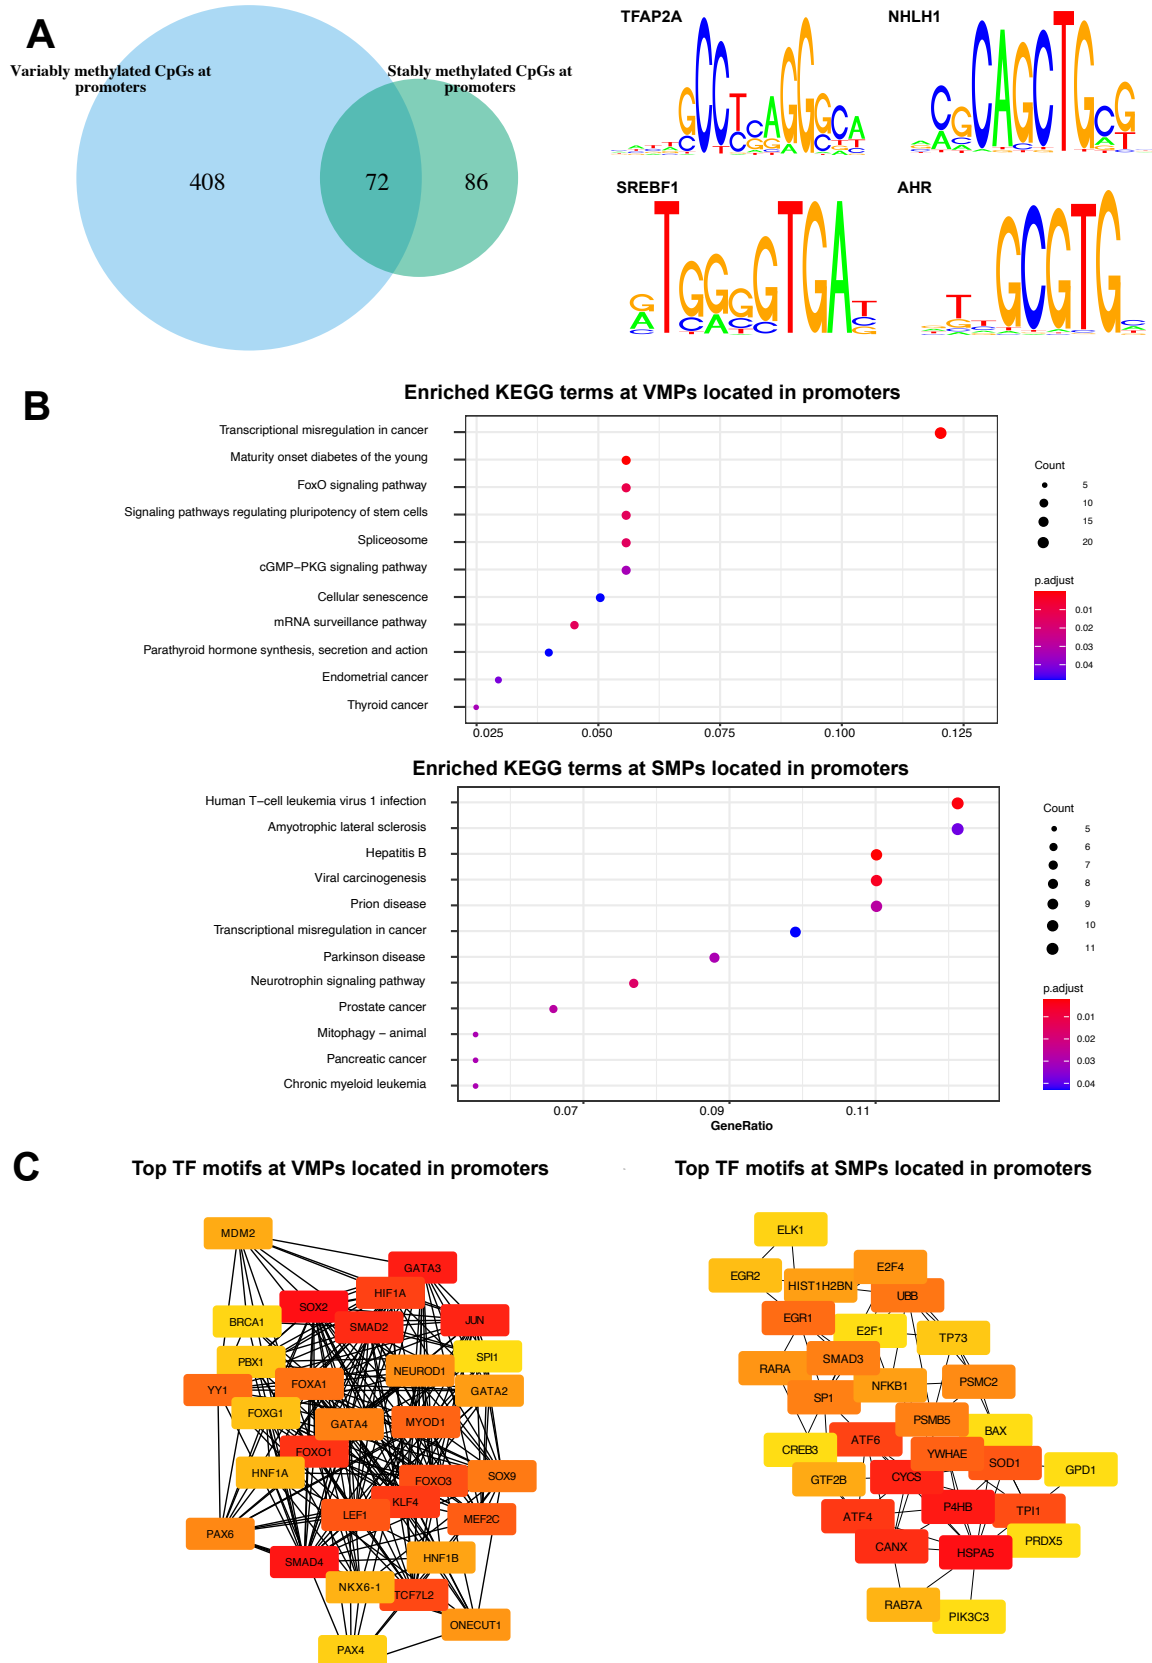 A
Variably methylated CpGs at
promoters
Stably methylated CpGs at
promoters
408
72
86
TFAP2A
NHLH1
SREBF1
AHR
B
Enriched KEGG terms at VMPs located in promoters
Transcriptional misregulation in cancer
Maturity onset diabetes of the young
FoxO signaling pathway
Signaling pathways regulating pluripotency of stem cells
Spliceosome
cGMP−PKG signaling pathway
Cellular senescence
mRNA surveillance pathway
Parathyroid hormone synthesis, secretion and action
Endometrial cancer
Thyroid cancer
0.025
0.050
0.075
0.100
0.125
Count
5
10
15
20
p.adjust
0.01
0.02
0.03
0.04
Enriched KEGG terms at SMPs located in promoters
Human T−cell leukemia virus 1 infection
Amyotrophic lateral sclerosis
Hepatitis B
Viral carcinogenesis
Prion disease
Transcriptional misregulation in cancer
Parkinson disease
Neurotrophin signaling pathway
Prostate cancer
Mitophagy − animal
Pancreatic cancer
Chronic myeloid leukemia
0.07
0.09
0.11
GeneRatio
Count
5
6
7
8
9
10
11
p.adjust
0.01
0.02
0.03
0.04
C
Top TF motifs at VMPs located in promoters
MDM2
GATA3
HIF1A
SOX2
BRCA1
SMAD2
JUN
PBX1
SPI1
NEUROD1
YY1
FOXA1
GATA2
FOXG1
GATA4
MYOD1
FOXO1
HNF1A
FOXO3
SOX9
KLF4
LEF1
MEF2C
PAX6
SMAD4
HNF1B
NKX6-1
TCF7L2
ONECUT1
PAX4
Top TF motifs at SMPs located in promoters
ELK1
EGR2
HIST1H2BN
E2F4
UBB
EGR1
E2F1
TP73
RARA
SMAD3
NFKB1
PSMC2
SP1
PSMB5
BAX
CREB3
ATF6
YWHAE
SOD1
GPD1
GTF2B
CYCS
P4HB
TPI1
ATF4
CANX
HSPA5
PRDX5
RAB7A
PIK3C3